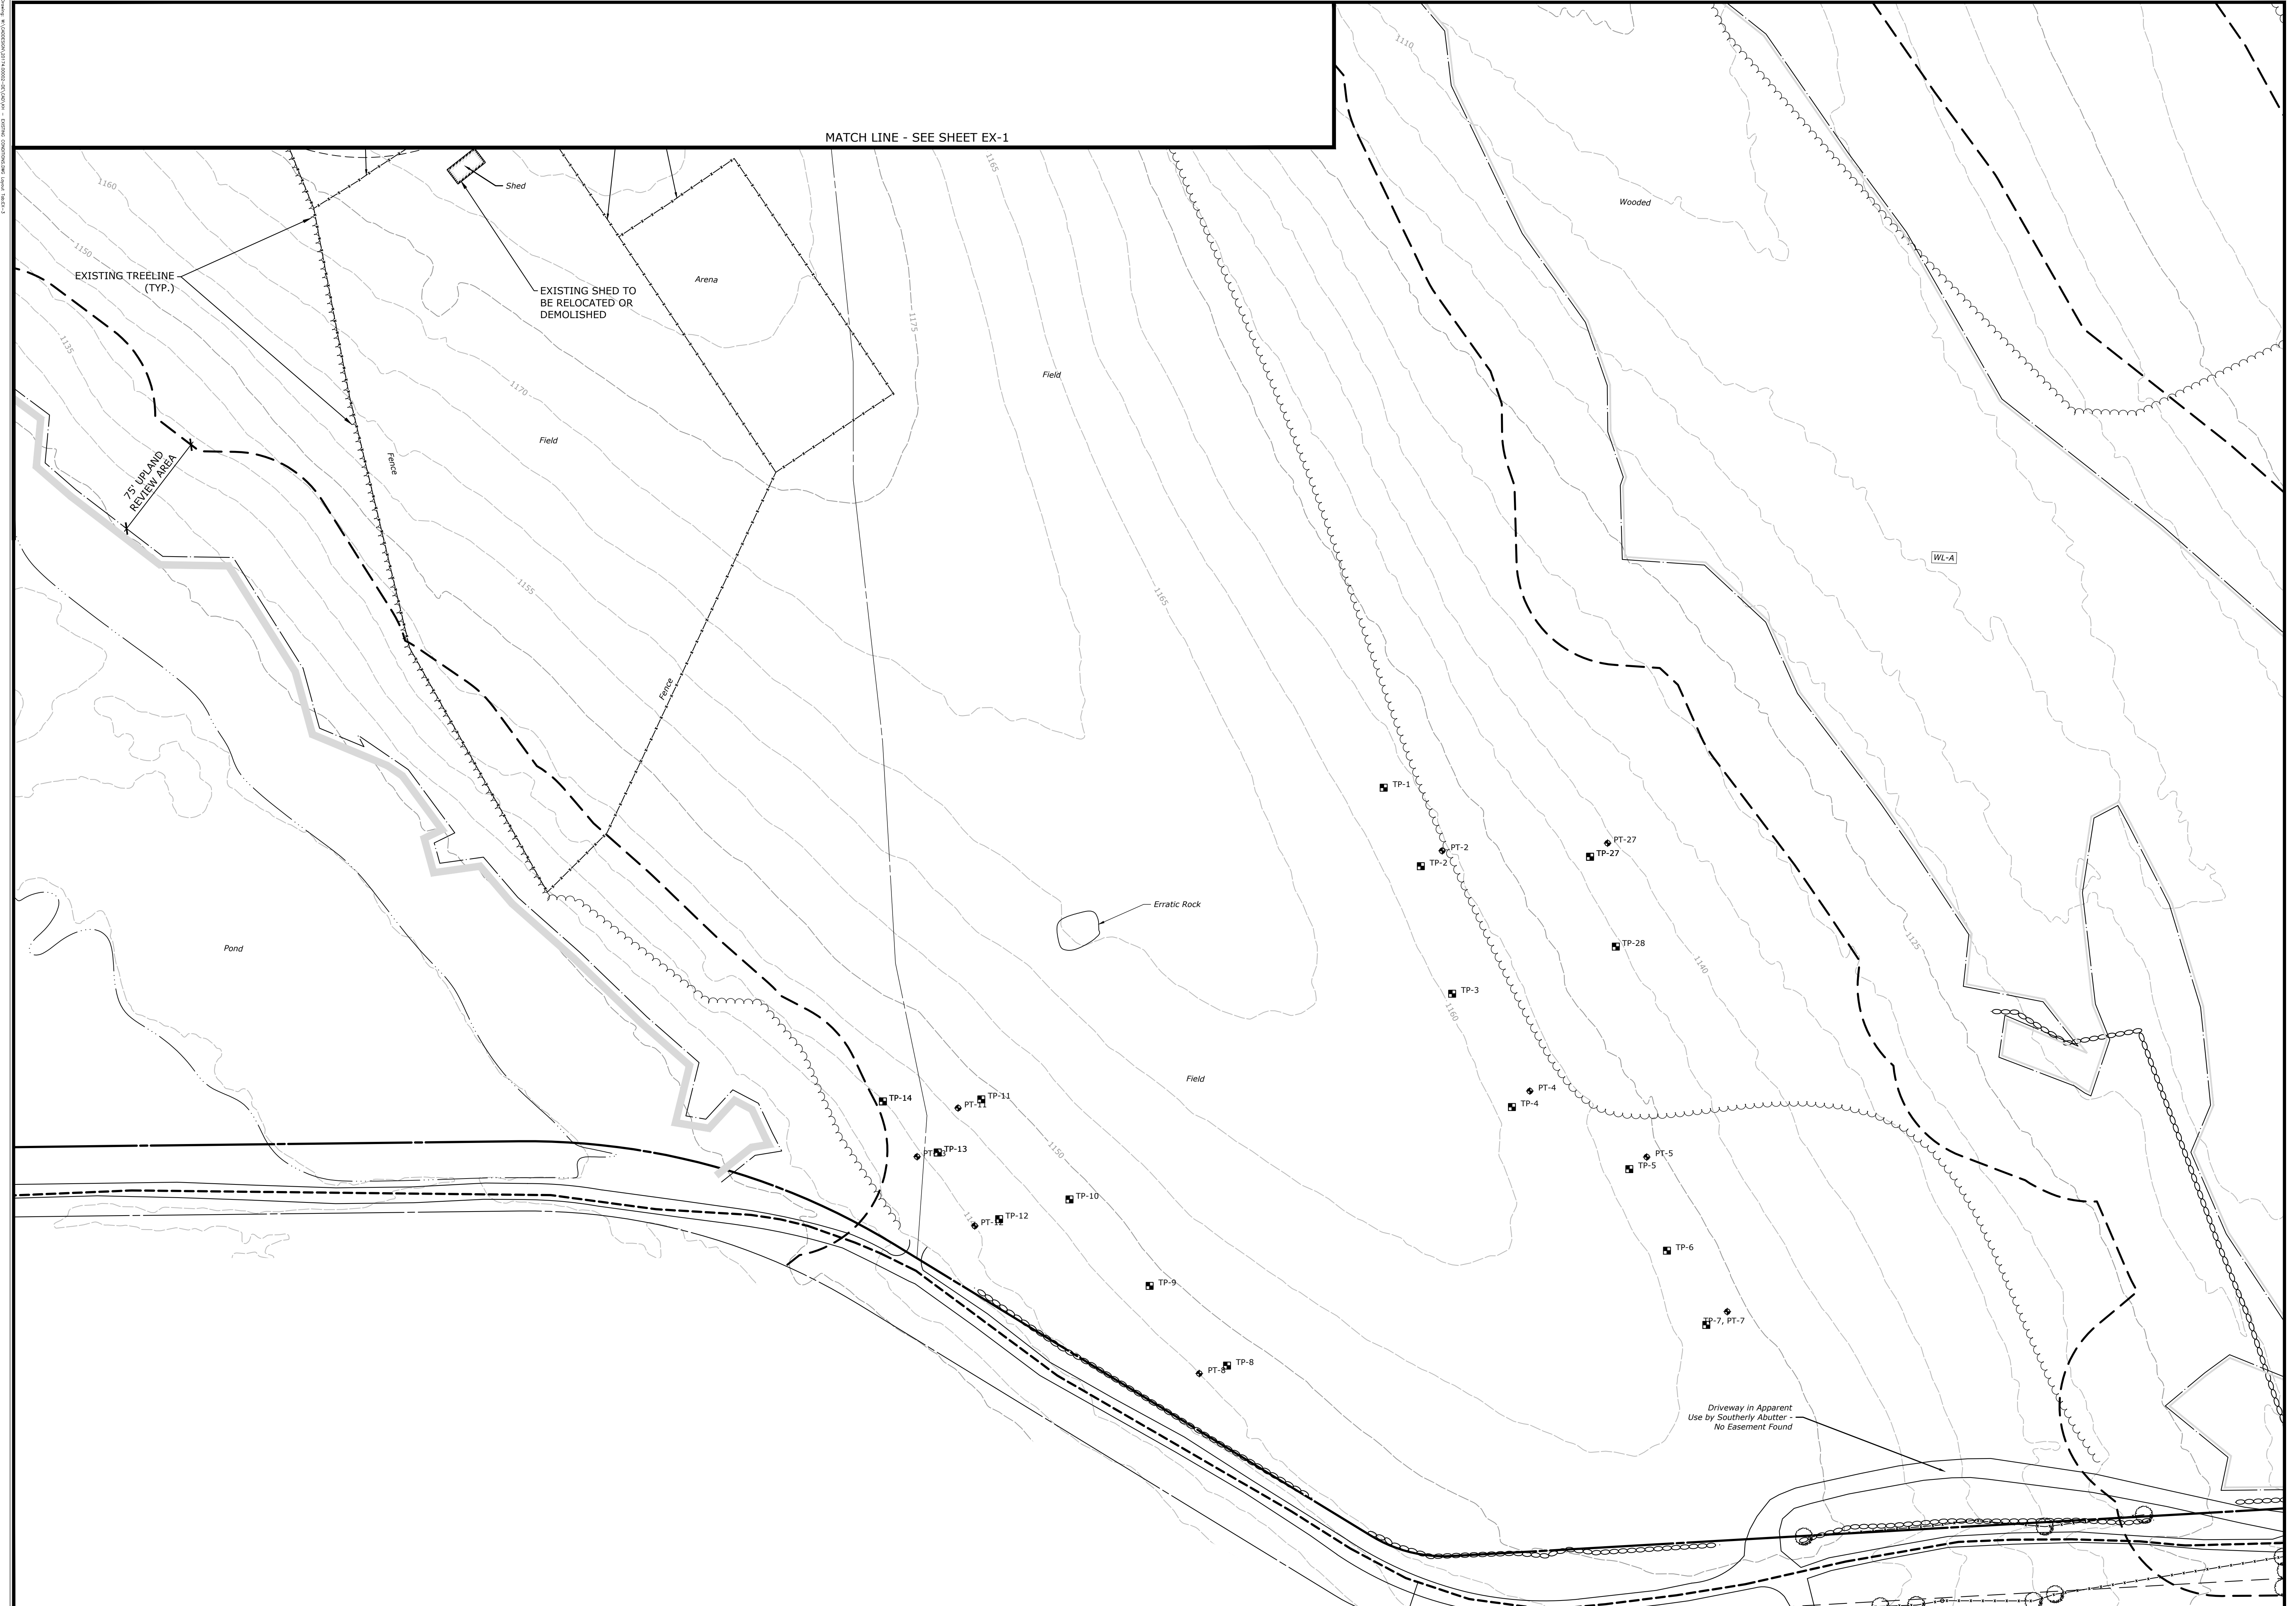 MATCH LINE - SEE SHEET EX-1
1110
1160
1165
Shed
Wooded
1150
EXISTING TREELINE
(TYP.)
Arena
EXISTING SHED TO
BE RELOCATED OR
DEMOLISHED
1175
1135
Field
1170
Field
Fence
75' UPLAND
REVIEW AREA
WL-A
1155
1165
Fence
TP-1
PT-27
PT-2
TP-27
TP-2
Erratic Rock
Pond
TP-28
1125
1140
TP-3
1160
Field
PT-4
TP-14
TP-11
PT-11
TP-4
TP-13
1150
PT-5
TP-5
TP-10
TP-12
PT-12
TP-6
TP-9
TP-7, PT-7
TP-8
PT-8
Driveway in Apparent
Use by Southerly Abutter -
No Easement Found